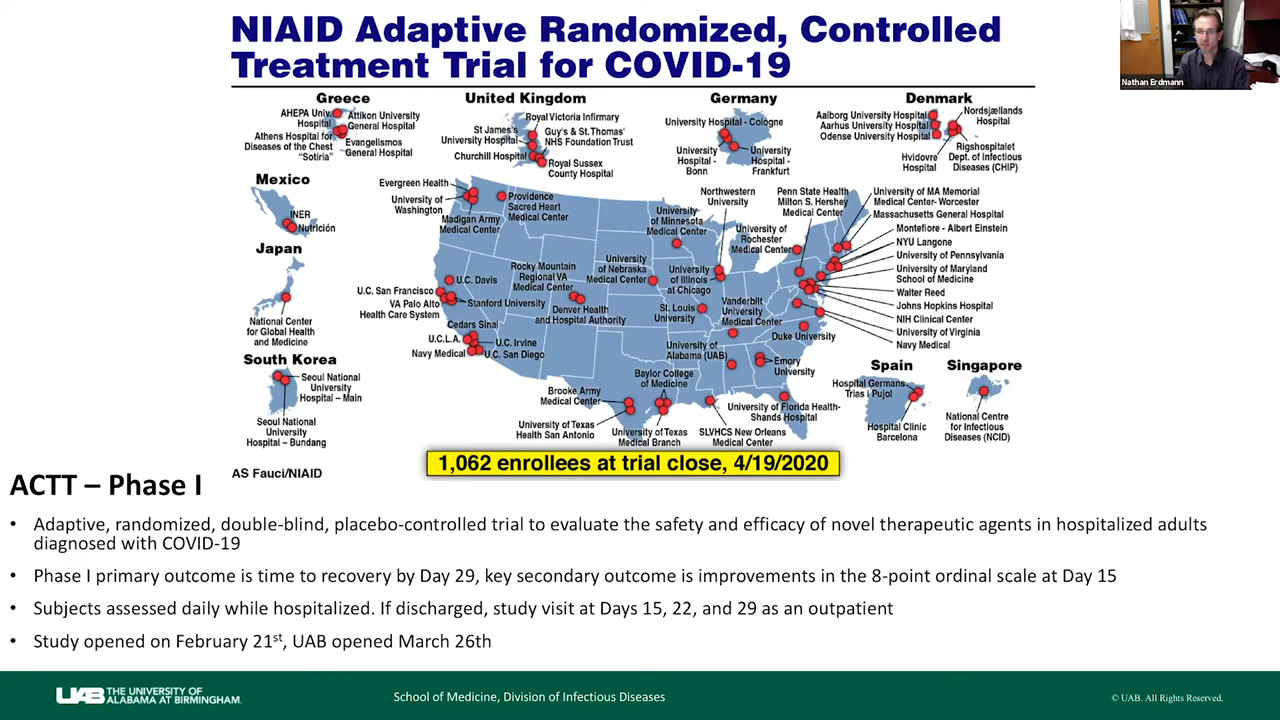 NIAID Adaptive Randomized, Controlled
Treatment Trial for COVID-19
Nathan Erdmann
Greece
AHEPA Univ.
Hospital
Attikon University
General Hospital
Athens Hospital for
Diseases of the Chest
"Sotiria"
Evangelismos
General Hospital
United Kingdom
Royal Victoria Infirmary
St James's
University Hospital
Guy's & St.Thomas'
NHS Foundation Trust
Churchill Hospital
Royal Sussex
County Hospital
Germany
University Hospital - Cologne
University
Hospital -
Bonn
University
Hospital -
Frankfurt
Denmark
Aalborg University Hospital
Aarhus University Hospital
Odense University Hospital
Nordsjællands
Hospital
Hvidovre
Hospital
Rigshospitalet
Dept. of Infectious
Diseases (CHIP)
Mexico
INER
Nutrición
Japan
National Center
for Global Health
and Medicine
South Korea
Seoul National
University
Hospital – Main
Seoul National
University
Hospital – Bundang
Evergreen Health
University of
Washington
Madigan Army
Medical Center
Providence
Sacred Heart
Medical Center
U.C. Davis
U.C. San Francisco
VA Palo Alto
Health Care System
Stanford University
Cedars Sinai
U.C.L.A.
U.C. Irvine
Navy Medical
U.C. San Diego
Rocky Mountain
Regional VA
Medical Center
Denver Health
and Hospital Authority
University
of Nebraska
Medical Center
University
of Minnesota
Medical Center
Northwestern
University
University of
Illinois
at Chicago
St. Louis
University
Vanderbilt
University
Medical Center
University of
Alabama (UAB)
Baylor College
of Medicine
Brooke Army
Medical Center
University of Texas
Health San Antonio
University of Texas
Medical Branch
SLVHCS New Orleans
Medical Center
University of Florida Health-
Shands Hospital
Emory
University
Duke University
Penn State Health
Milton S. Hershey
Medical Center
University of
Rochester
Medical Center
University of MA Memorial
Medical Center- Worcester
Massachusetts General Hospital
Montefiore - Albert Einstein
NYU Langone
University of Pennsylvania
University of Maryland
School of Medicine
Walter Reed
Johns Hopkins Hospital
NIH Clinical Center
University of Virginia
Navy Medical
Spain
Hospital Germans
Trias i Pujol
Hospital Clinic
Barcelona
Singapore
National Centre
for Infectious
Diseases (NCID)
1,062 enrollees at trial close, 4/19/2020
AS Fauci/NIAID
ACTT – Phase I
• Adaptive, randomized, double-blind, placebo-controlled trial to evaluate the safety and efficacy of novel therapeutic agents in hospitalized adults
diagnosed with COVID-19
• Phase I primary outcome is time to recovery by Day 29, key secondary outcome is improvements in the 8-point ordinal scale at Day 15
• Subjects assessed daily while hospitalized. If discharged, study visit at Days 15, 22, and 29 as an outpatient
• Study opened on February 21st, UAB opened March 26th
UAB THE UNIVERSITY OF
ALABAMA AT BIRMINGHAM.
School of Medicine, Division of Infectious Diseases
© UAB. All Rights Reserved.